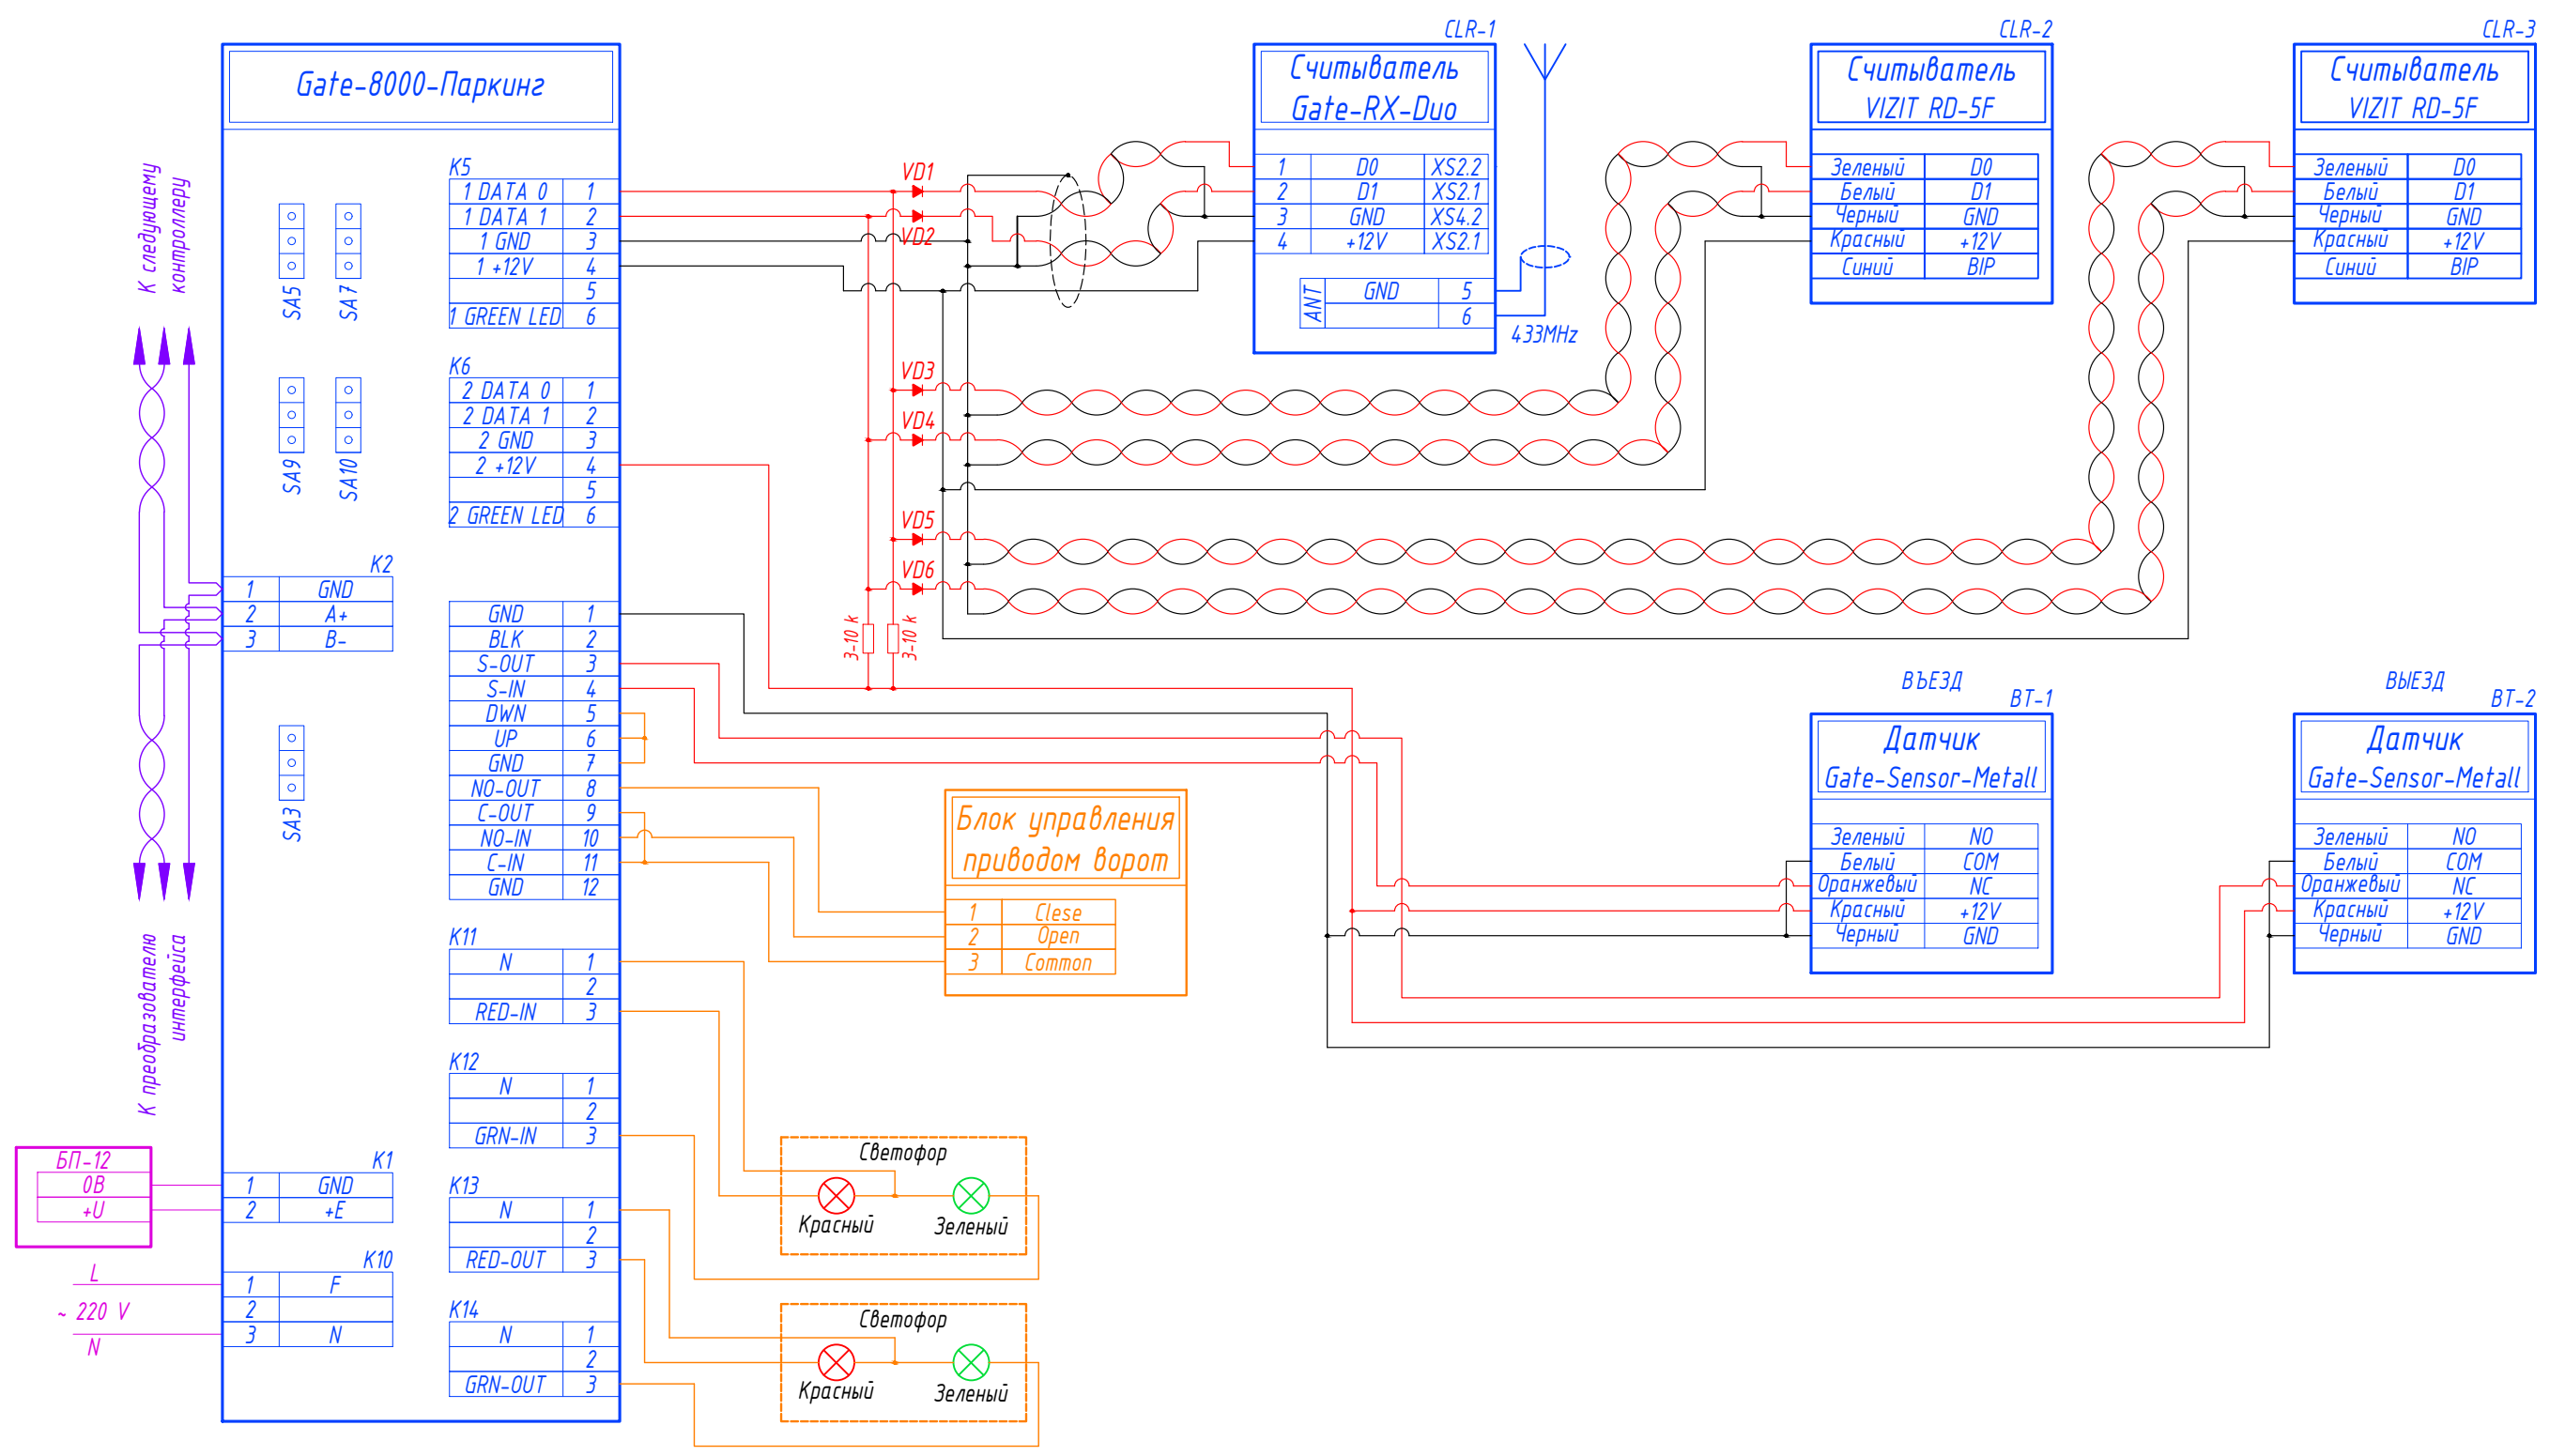 Gate-8000-Паркинг
К следующему
контроллеру
SA5
SA7
SA9
SA10
SA3
K5
1 DATA 0 1
1 DATA 1 2
1 GND 3
1 +12V 4
5
1 GREEN LED 6
K6
2 DATA 0 1
2 DATA 1 2
2 GND 3
2 +12V 4
5
2 GREEN LED 6
K2
1 GND
2 A+
3 B-
GND 1
BLK 2
S-OUT 3
S-IN 4
DWN 5
UP 6
GND 7
NO-OUT 8
C-OUT 9
NO-IN 10
C-IN 11
GND 12
K11
N 1
2
RED-IN 3
K12
N 1
2
GRN-IN 3
K13
N 1
2
RED-OUT 3
K14
N 1
2
GRN-OUT 3
К преобразователю
интерфейса
БП-12
0В
+U
K1
1 GND
2 +E
K10
1 F
2
3 N
L
~ 220 V
N
VD1
VD2
VD3
VD4
VD5
VD6
3-10 k
3-10 k
CLR-1
Считыватель
Gate-RX-Duo
1 D0 XS2.2
2 D1 XS2.1
3 GND XS4.2
4 +12V XS2.1
ANT
GND 5
6
433MHz
CLR-2
Считыватель
VIZIT RD-5F
Зеленый D0
Белый D1
Черный GND
Красный +12V
Синий BIP
CLR-3
Считыватель
VIZIT RD-5F
Зеленый D0
Белый D1
Черный GND
Красный +12V
Синий BIP
ВЪЕЗД
BT-1
Датчик
Gate-Sensor-Metall
Зеленый NO
Белый COM
Оранжевый NC
Красный +12V
Черный GND
ВЫЕЗД
BT-2
Датчик
Gate-Sensor-Metall
Зеленый NO
Белый COM
Оранжевый NC
Красный +12V
Черный GND
Блок управления
приводом ворот
1 Clese
2 Open
3 Common
Светофор
Красный
Зеленый
Светофор
Красный
Зеленый